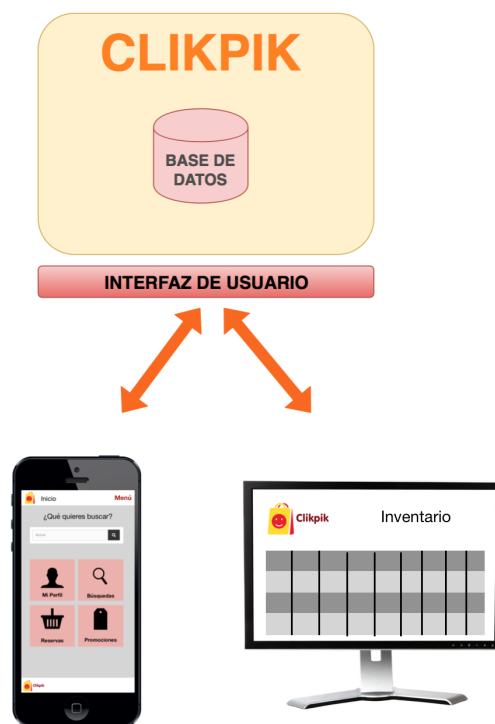 CLIKPIK
BASE DE
DATOS
INTERFAZ DE USUARIO
Inicio
Menú
¿Qué quieres buscar?
Mi Perfil
Búsquedas
Reservas
Promociones
Clikpik
Clikpik
Inventario